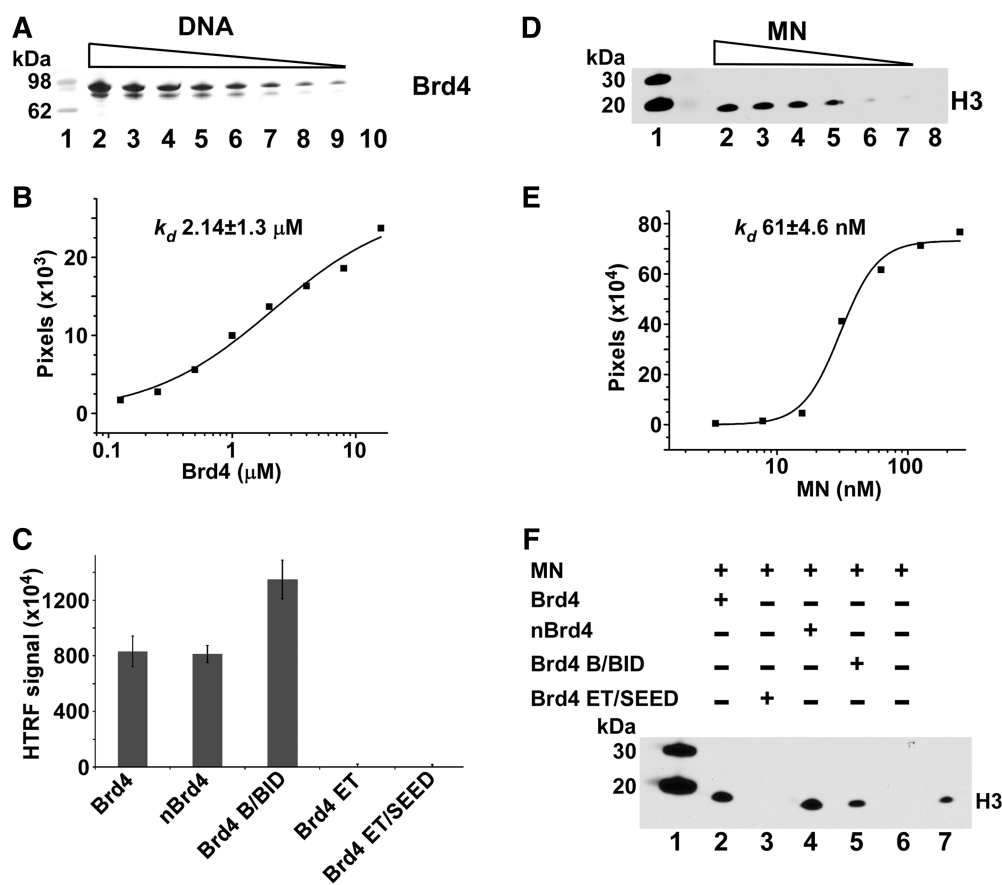 A
DNA
kDa
98
62
Brd4
1 2 3 4 5 6 7 8 9 10
B
k_d 2.14±1.3 μM
Pixels (x10³)
20
10
0
0.1 1 10
Brd4 (μM)
C
HTRF signal (x10⁴)
1200
800
400
0
Brd4
nBrd4
Brd4 B/BID
Brd4 ET
Brd4 ET/SEED
D
MN
kDa
30
20
H3
1 2 3 4 5 6 7 8
E
k_d 61±4.6 nM
Pixels (x10⁴)
80
60
40
20
0
10 100
MN (nM)
F
MN + + + + +
Brd4 + − − − −
nBrd4 − − + − −
Brd4 B/BID − − − + −
Brd4 ET/SEED − + − − −
kDa
30
20
H3
1 2 3 4 5 6 7